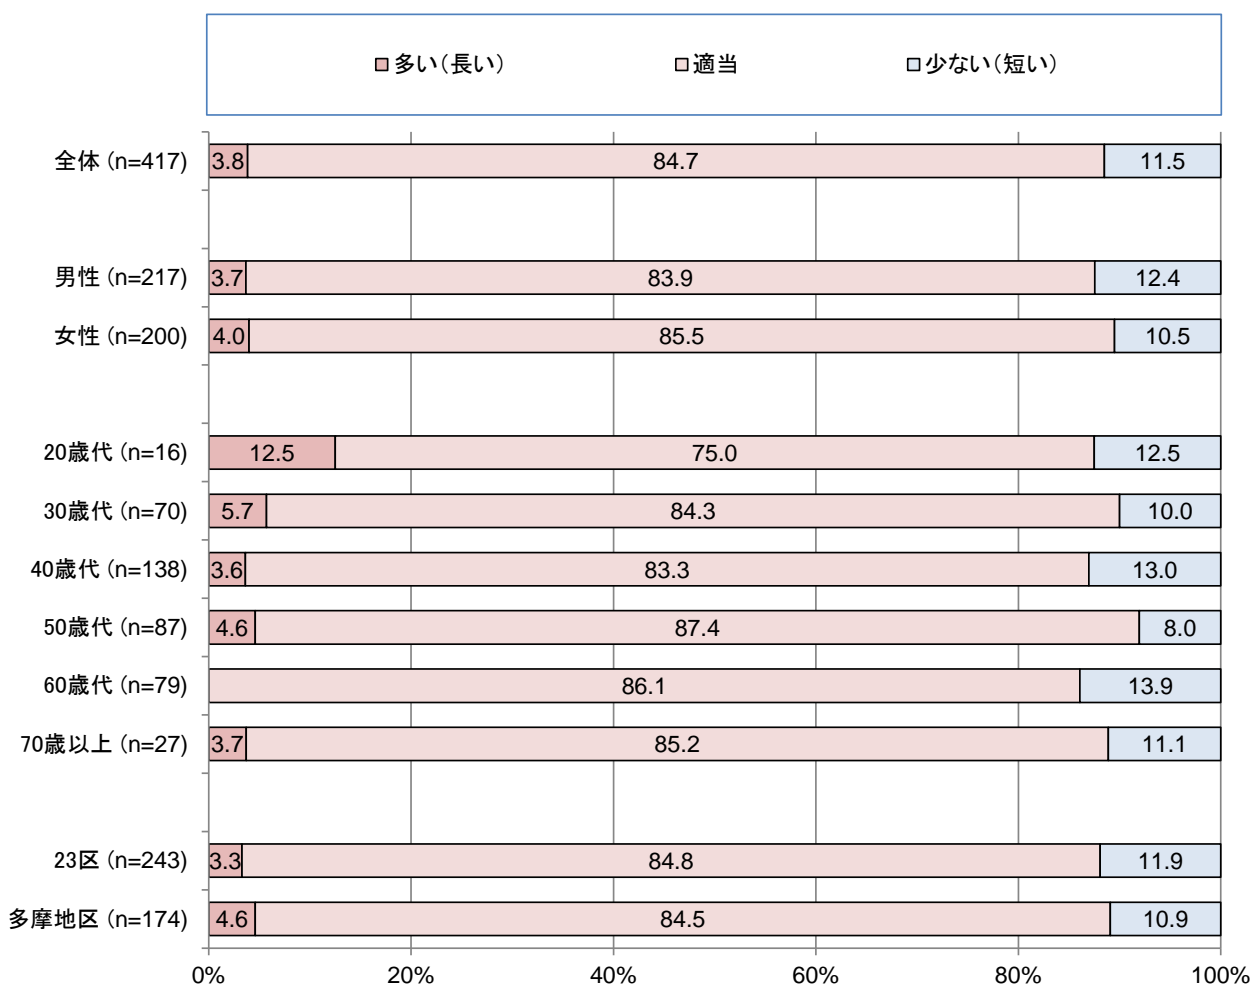 多い(長い) 適当 少ない(短い)
全体 (n=417) 3.8 84.7 11.5
男性 (n=217) 3.7 83.9 12.4
女性 (n=200) 4.0 85.5 10.5
20歳代 (n=16) 12.5 75.0 12.5
30歳代 (n=70) 5.7 84.3 10.0
40歳代 (n=138) 3.6 83.3 13.0
50歳代 (n=87) 4.6 87.4 8.0
60歳代 (n=79) 86.1 13.9
70歳以上 (n=27) 3.7 85.2 11.1
23区 (n=243) 3.3 84.8 11.9
多摩地区 (n=174) 4.6 84.5 10.9
0% 20% 40% 60% 80% 100%